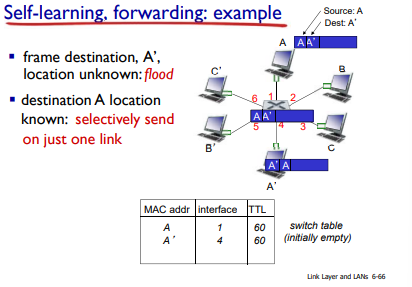 Self-learning, forwarding: example
Source: A
Dest: A'
A
A A'
▪ frame destination, A',
location unknown: flood
▪ destination A location
known: selectively send
on just one link
C'
B
6
1
2
A A'
5
4
3
B'
C
A' A
A'
MAC addr interface TTL
A 1 60
A' 4 60
switch table
(initially empty)
Link Layer and LANs 6-66